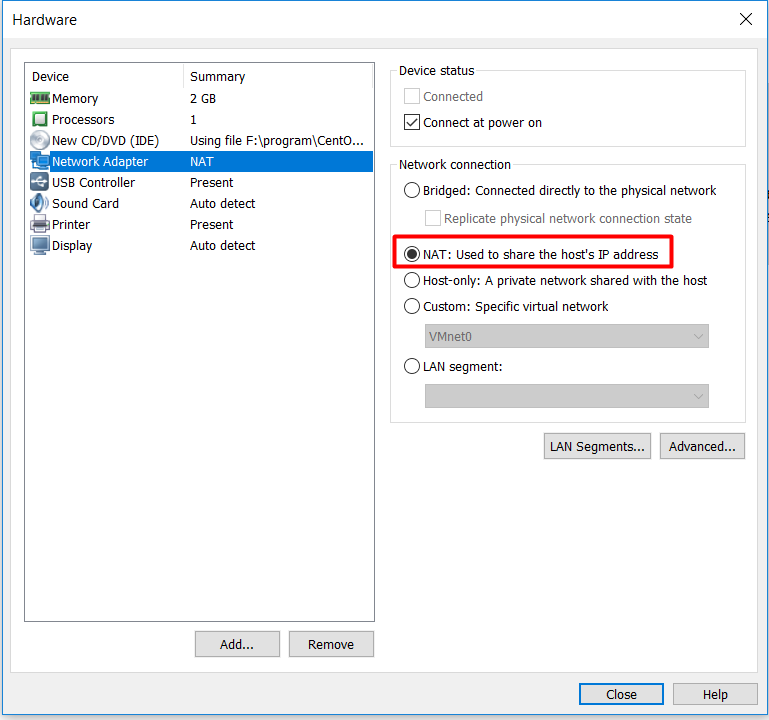 Hardware
Device Summary
Memory 2 GB
Processors 1
New CD/DVD (IDE) Using file F:\program\CentO...
Network Adapter NAT
USB Controller Present
Sound Card Auto detect
Printer Present
Display Auto detect
Add... Remove
Device status
Connected
Connect at power on
Network connection
Bridged: Connected directly to the physical network
Replicate physical network connection state
NAT: Used to share the host's IP address
Host-only: A private network shared with the host
Custom: Specific virtual network
VMnet0
LAN segment:
LAN Segments... Advanced...
Close Help